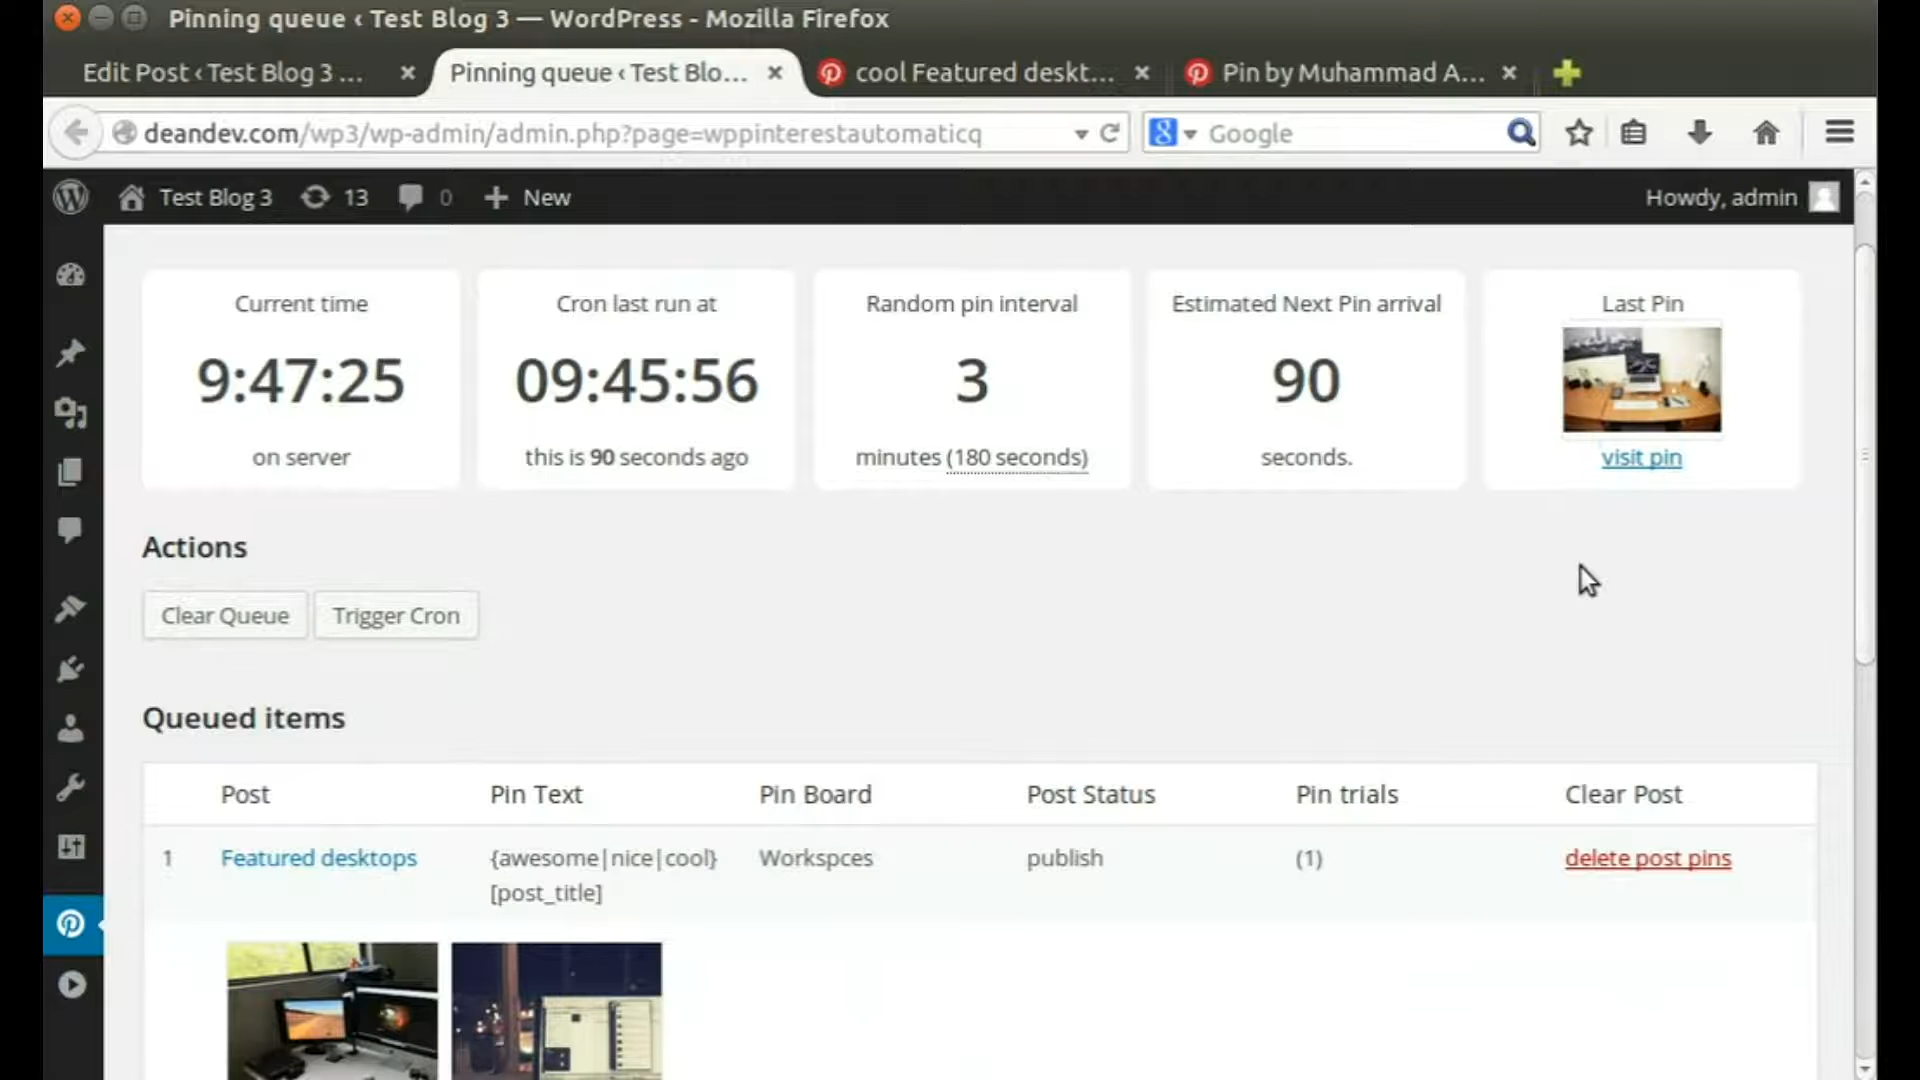 Pinning queue ‹ Test Blog 3 — WordPress - Mozilla Firefox
Edit Post ‹ Test Blog 3 ...
Pinning queue ‹ Test Blo...
cool Featured deskt...
Pin by Muhammad A...
deandev.com/wp3/wp-admin/admin.php?page=wppinterestautomaticq
Google
Test Blog 3 13 0 New
Howdy, admin
Current time
9:47:25
on server
Cron last run at
09:45:56
this is 90 seconds ago
Random pin interval
3
minutes (180 seconds)
Estimated Next Pin arrival
90
seconds.
Last Pin
visit pin
Actions
Clear Queue Trigger Cron
Queued items
Post Pin Text Pin Board Post Status Pin trials Clear Post
1 Featured desktops {awesome|nice|cool} Workspces publish (1) delete post pins
[post_title]